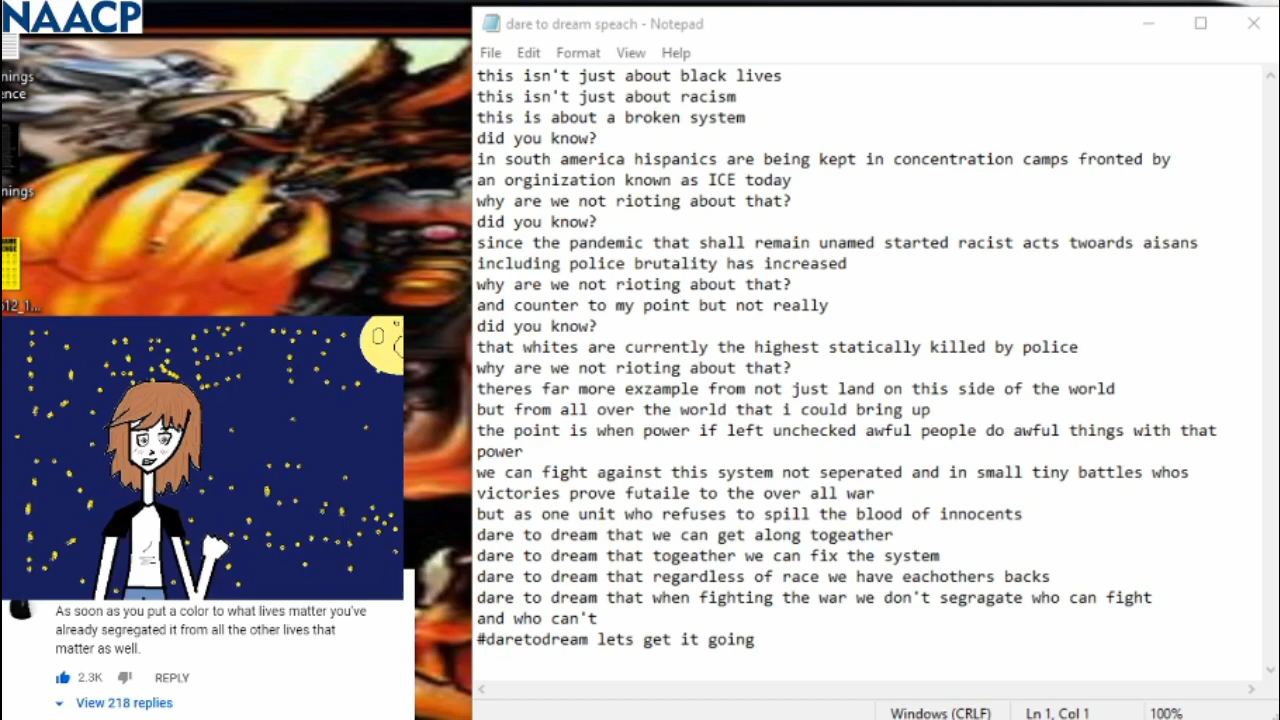 NAACP
nings
ence
nings
512_1...
dare to dream speach - Notepad
File Edit Format View Help
this isn't just about black lives
this isn't just about racism
this is about a broken system
did you know?
in south america hispanics are being kept in concentration camps fronted by
an orginization known as ICE today
why are we not rioting about that?
did you know?
since the pandemic that shall remain unamed started racist acts twoards aisans
including police brutality has increased
why are we not rioting about that?
and counter to my point but not really
did you know?
that whites are currently the highest statically killed by police
why are we not rioting about that?
theres far more exzample from not just land on this side of the world
but from all over the world that i could bring up
the point is when power if left unchecked awful people do awful things with that
power
we can fight against this system not seperated and in small tiny battles whos
victories prove futaile to the over all war
but as one unit who refuses to spill the blood of innocents
dare to dream that we can get along togeather
dare to dream that togeather we can fix the system
dare to dream that regardless of race we have eachothers backs
dare to dream that when fighting the war we don't segragate who can fight
and who can't
#daretodream lets get it going
Windows (CRLF) Ln 1, Col 1 100%
As soon as you put a color to what lives matter you've
already segregated it from all the other lives that
matter as well.
2.3K REPLY
View 218 replies